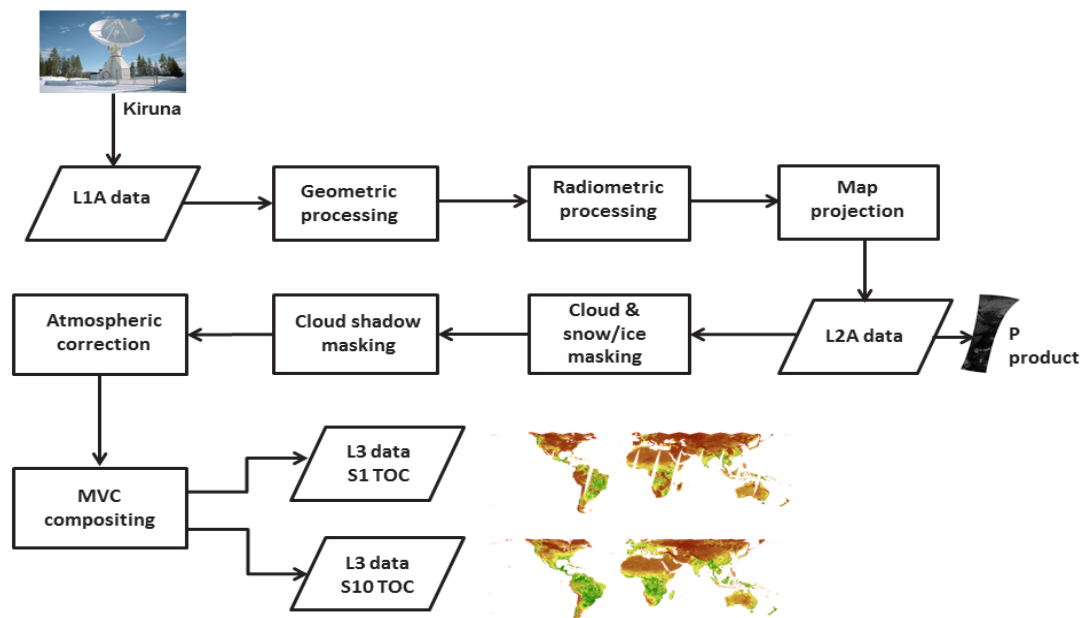 Kiruna
L1A data
Geometric
processing
Radiometric
processing
Map
projection
Atmospheric
correction
Cloud shadow
masking
Cloud &
snow/ice
masking
L2A data
P
product
MVC
compositing
L3 data
S1 TOC
L3 data
S10 TOC